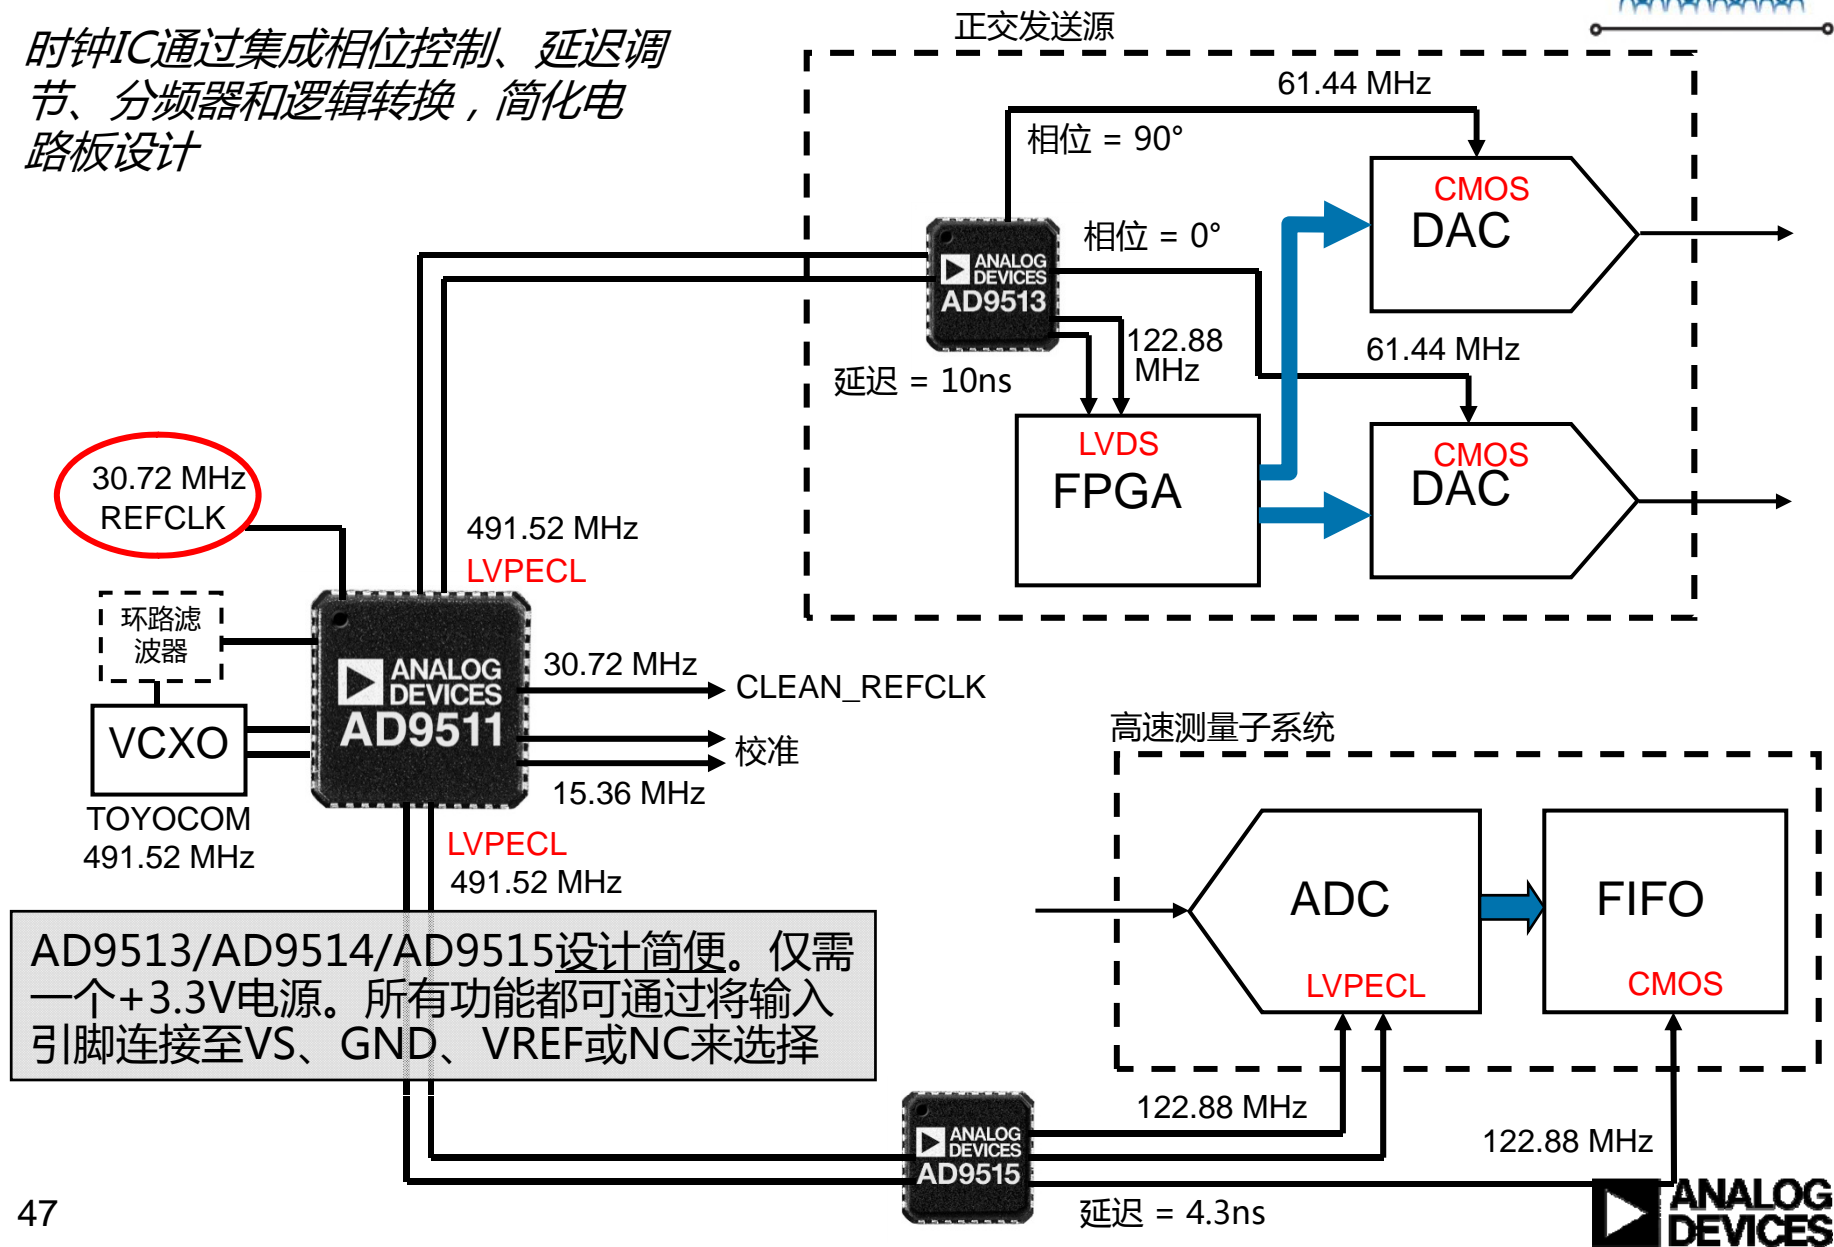 时钟IC通过集成相位控制、延迟调
节、分频器和逻辑转换，简化电
路板设计
正交发送源
61.44 MHz
相位 = 90°
CMOS
DAC
相位 = 0°
ANALOG
DEVICES
AD9513
122.88
MHz
61.44 MHz
延迟 = 10ns
LVDS
FPGA
CMOS
DAC
30.72 MHz
REFCLK
491.52 MHz
LVPECL
环路滤
波器
ANALOG
DEVICES
AD9511
30.72 MHz
CLEAN_REFCLK
VCXO
校准
15.36 MHz
TOYOCOM
491.52 MHz
LVPECL
491.52 MHz
高速测量子系统
ADC
LVPECL
FIFO
CMOS
AD9513/AD9514/AD9515设计简便。仅需
一个+3.3V电源。所有功能都可通过将输入
引脚连接至VS、GND、VREF或NC来选择
122.88 MHz
122.88 MHz
ANALOG
DEVICES
AD9515
延迟 = 4.3ns
47
ANALOG
DEVICES